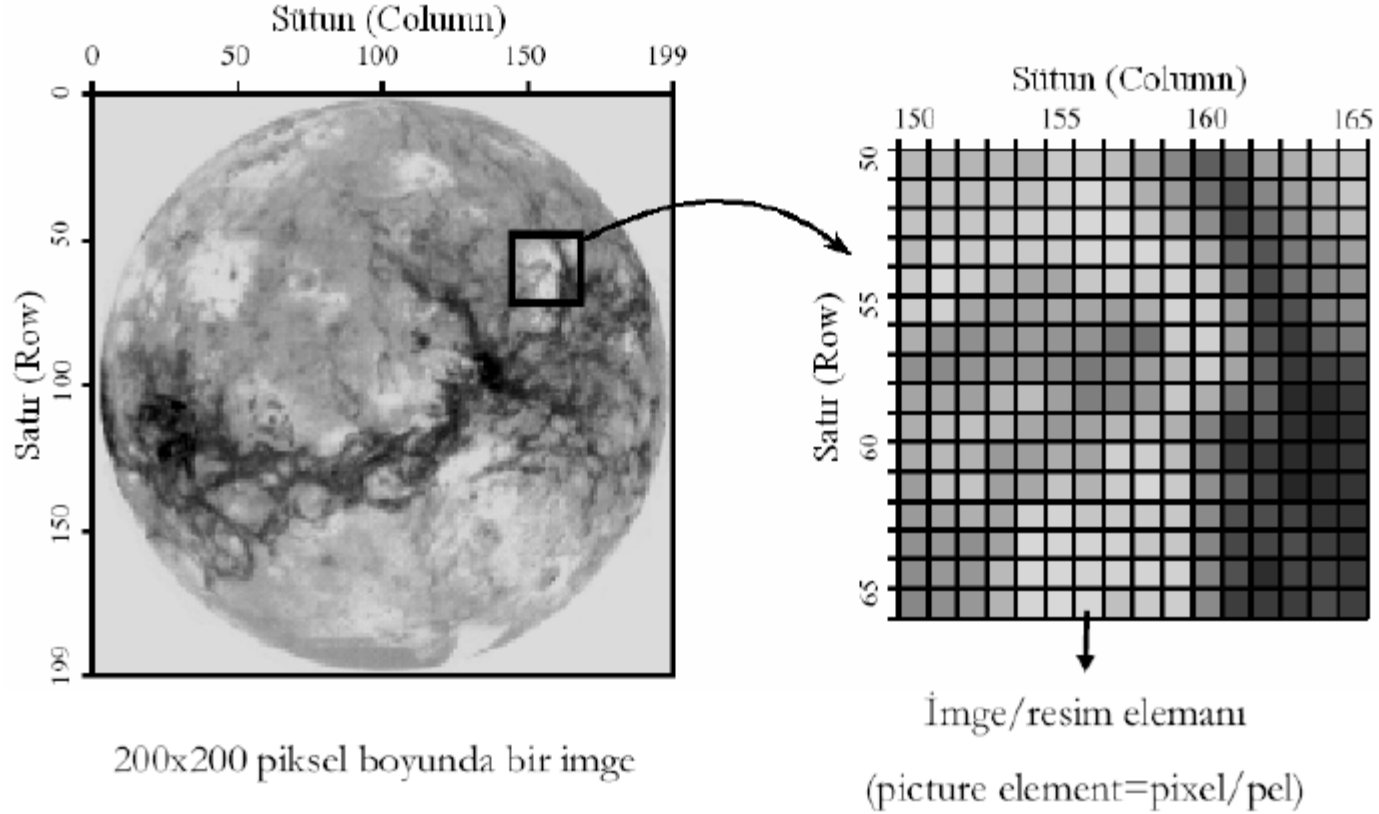 Sütun (Column)
0 50 100 150 199
Satır (Row)
0
50
100
150
199
200x200 piksel boyunda bir imge
Sütun (Column)
150 155 160 165
Satır (Row)
50
55
60
65
İmge/resim elemanı
(picture element=pixel/pel)